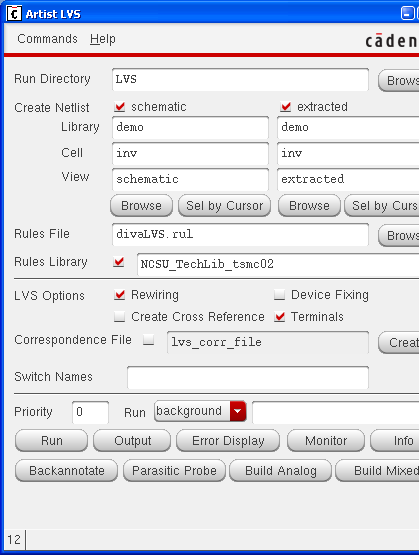 C Artist LVS
Commands Help cāden
Run Directory LVS Brows
Create Netlist schematic extracted
Library demo demo
Cell inv inv
View schematic extracted
Browse Sel by Cursor Browse Sel by Curs
Rules File divaLVS.rul Brows
Rules Library NCSU_TechLib_tsmc02
LVS Options Rewiring Device Fixing
Create Cross Reference Terminals
Correspondence File lvs_corr_file Creat
Switch Names
Priority 0 Run background
Run Output Error Display Monitor Info
Backannotate Parasitic Probe Build Analog Build Mixed
12